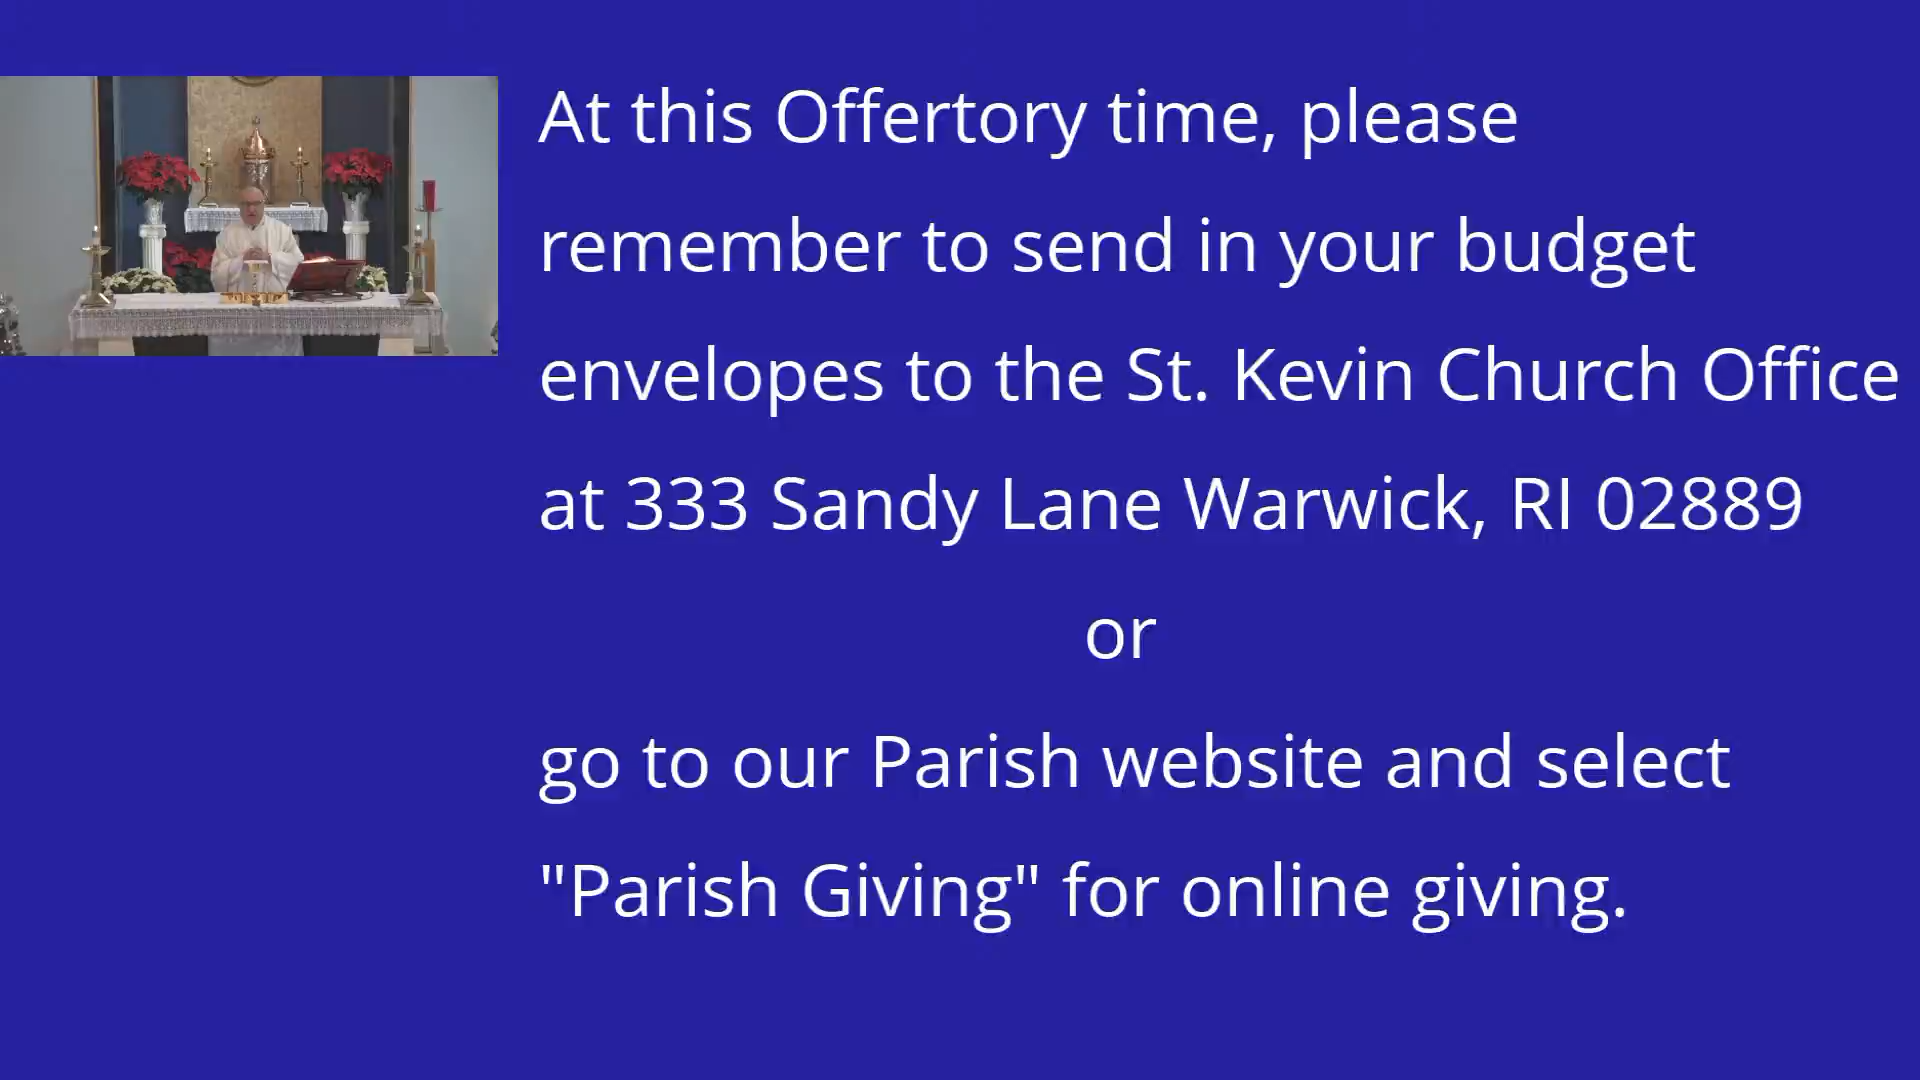 At this Offertory time, please
remember to send in your budget
envelopes to the St. Kevin Church Office
at 333 Sandy Lane Warwick, RI 02889
or
go to our Parish website and select
"Parish Giving" for online giving.